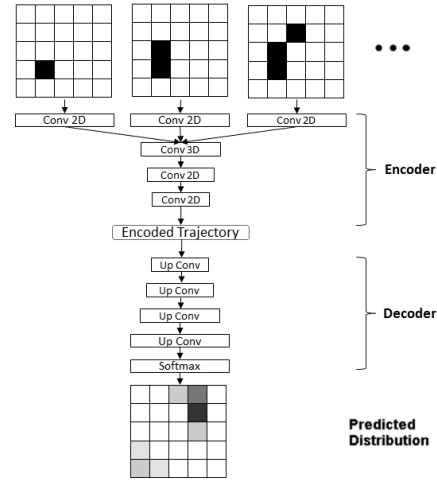 Conv 2D
Conv 2D
Conv 2D
Conv 3D
Conv 2D
Conv 2D
Encoded Trajectory
Encoder
Up Conv
Up Conv
Up Conv
Up Conv
Softmax
Decoder
Predicted
Distribution